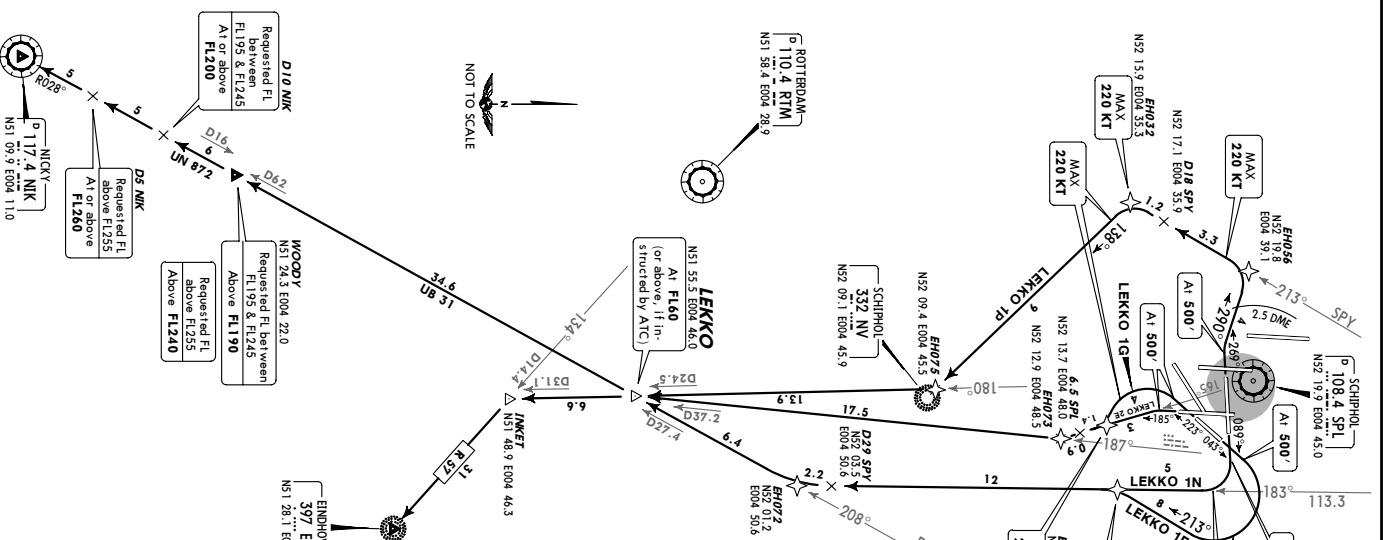 D10 NIK
Requested FL
between
FL195 & FL245
At or above
FL200
5
R028°
5
D16
6
UN 872
D62
NICKY
D 117.4 NIK
N51 09.9 E004 11.0
D5 NIK
Requested FL
above FL255
At or above
FL260
WOODY
N51 24.3 E004 22.0
Requested FL between
FL195 & FL245
Above FL190
Requested FL
above FL255
Above FL240
34.6
UB 31
NOT TO SCALE
N
ROTTERDAM
D 110.4 RTM
N51 58.4 E004 28.9
LEKKO
N51 55.5 E004 46.0
At FL60
(or above, if in-
structed by ATC)
134°
D14.4
D31.1
6.6
INKET
N51 48.9 E004 46.3
31
R 57
EINDHOV
397 E
N51 28.1 E0
D24.5
D37.2
D27.4
13.9
17.5
6.4
SCHIPHOL
332 NV
N52 09.1 E004 45.9
EH075
N52 09.4 E004 45.5
180°
D29 SPY
N52 03.5
E004 50.6
2.2
EH072
N52 01.2
E004 50.6
208°
12
EH032
N52 15.9 E004 35.3
MAX
220 KT
D18 SPY
N52 17.1 E004 35.9
MAX
220 KT
MAX
220 KT
1.2
3.3
138°
LEKKO 1P
9
EH056
N52 19.8
E004 39.1
213°
SPY
290°
4
2.5 DME
269°
At 500'
At 500'
At 500'
LEKKO 1G
4
LEKKO 2E
3
185°
223°
043°
089°
165
6.5 SPL
N52 13.7 E004 48.0
EH073
N52 12.9 E004 48.5
1.4
0.9
187°
SCHIPHOL
D 108.4 SPL
N52 19.9 E004 45.0
5
LEKKO 1N
183°
113.3
8
213°